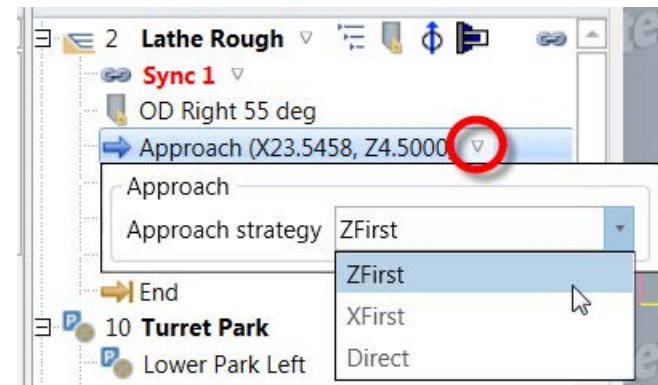 2 Lathe Rough
Sync 1
OD Right 55 deg
Approach (X23.5458, Z4.5000
Approach
Approach strategy ZFirst
ZFirst
XFirst
Direct
End
10 Turret Park
Lower Park Left